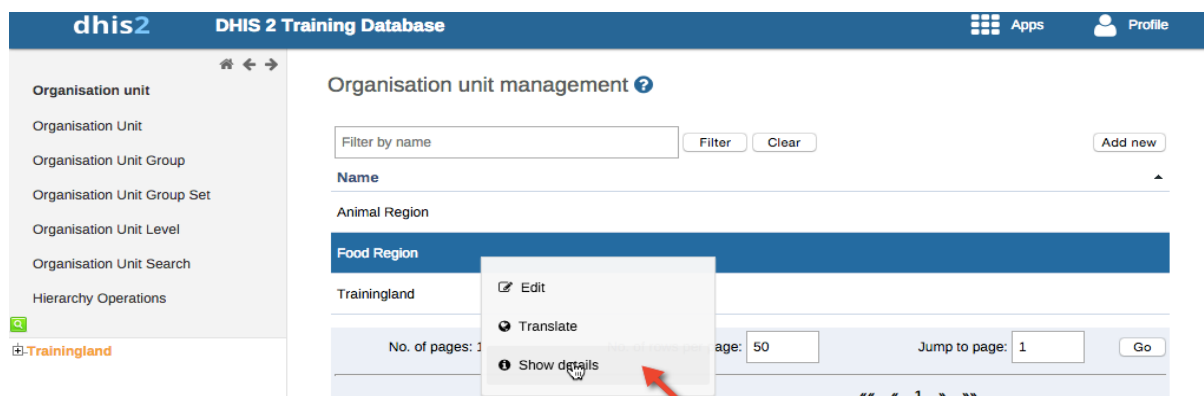 dhis2 DHIS 2 Training Database Apps Profile
Organisation unit
Organisation Unit
Organisation Unit Group
Organisation Unit Group Set
Organisation Unit Level
Organisation Unit Search
Hierarchy Operations
Trainingland
Organisation unit management
Filter by name Filter Clear Add new
Name
Animal Region
Food Region
Trainingland
Edit
Translate
Show details
No. of pages: 1 age: 50 Jump to page: 1 Go
«« « 1 » »»